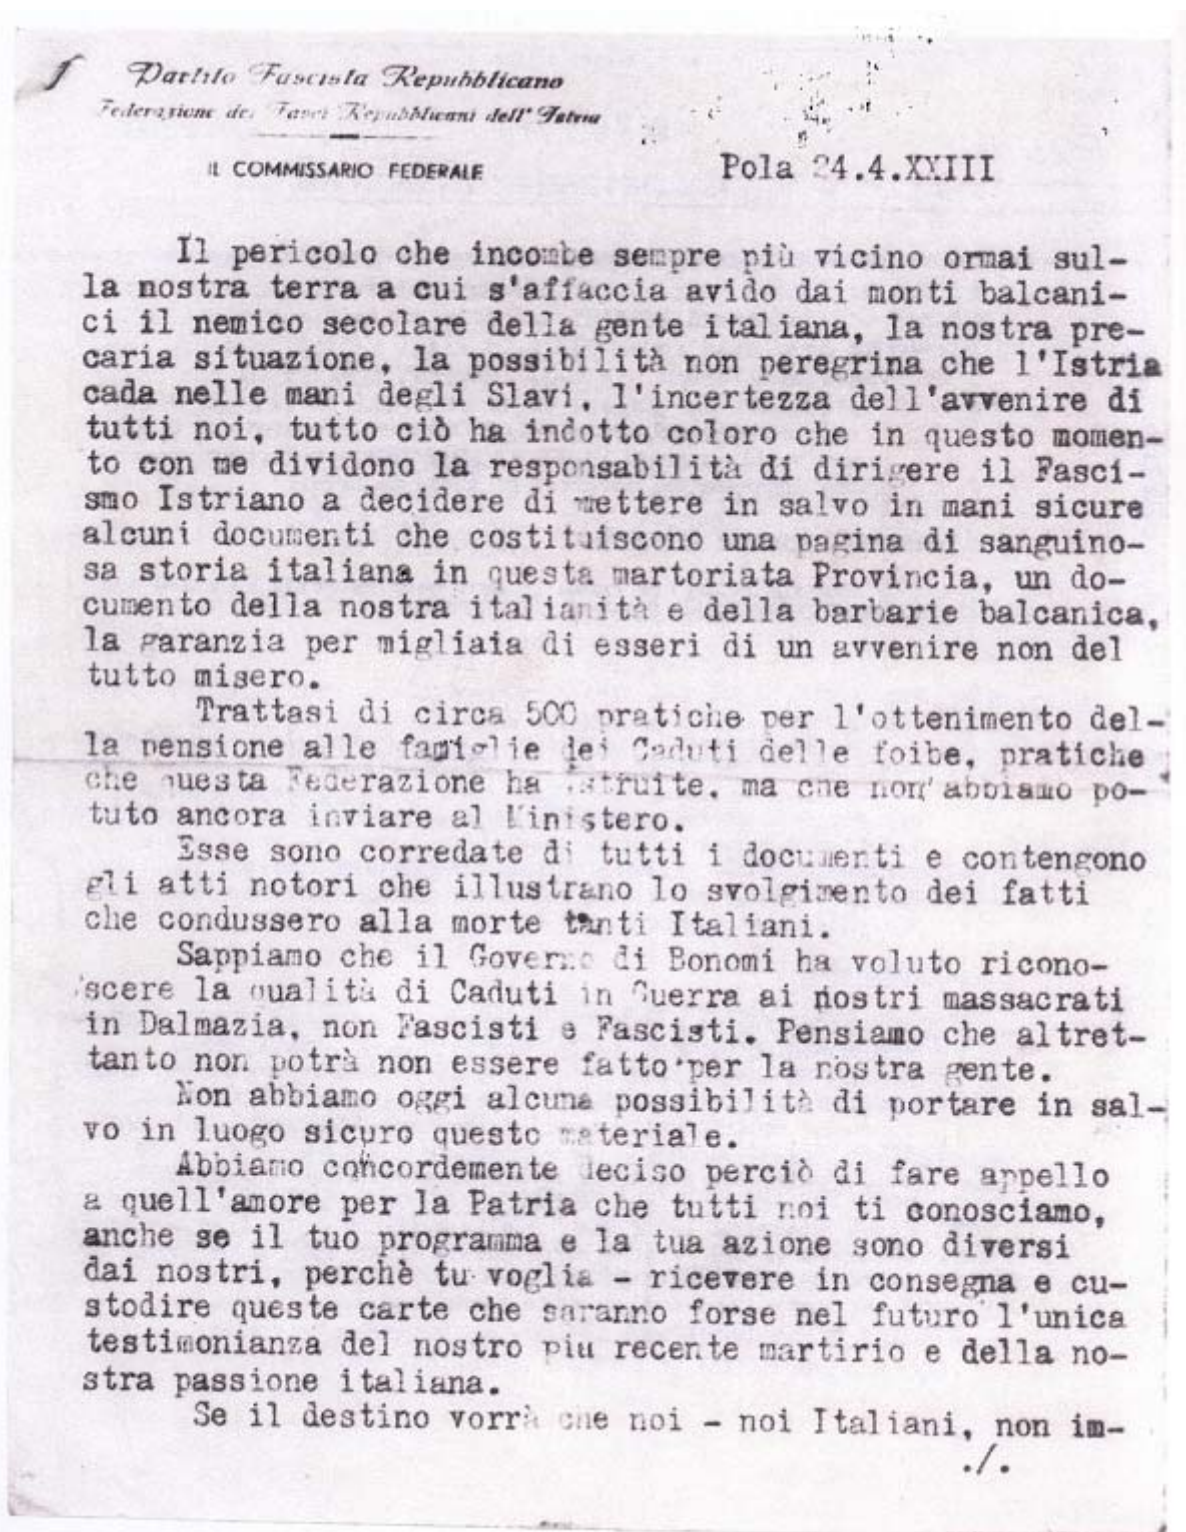 Partito Fascista Repubblicano
Federazione dei Fasci Repubblicani dell' Istria
IL COMMISSARIO FEDERALE
Pola 24.4.XXIII
Il pericolo che incombe sempre più vicino ormai sul-
la nostra terra a cui s'affaccia avido dai monti balcani-
ci il nemico secolare della gente italiana, la nostra pre-
caria situazione, la possibilità non peregrina che l'Istria
cada nelle mani degli Slavi, l'incertezza dell'avvenire di
tutti noi, tutto ciò ha indotto coloro che in questo momen-
to con me dividono la responsabilità di dirigere il Fasci-
smo Istriano a decidere di mettere in salvo in mani sicure
alcuni documenti che costituiscono una pagina di sanguino-
sa storia italiana in questa martoriata Provincia, un do-
cumento della nostra italianità e della barbarie balcanica,
la garanzia per migliaia di esseri di un avvenire non del
tutto misero.
Trattasi di circa 500 pratiche per l'ottenimento del-
la pensione alle famiglie dei Caduti delle foibe, pratiche
che questa Federazione ha istruite, ma che non abbiamo po-
tuto ancora inviare al Ministero.
Esse sono corredate di tutti i documenti e contengono
gli atti notori che illustrano lo svolgimento dei fatti
che condussero alla morte tanti Italiani.
Sappiamo che il Governo di Bonomi ha voluto ricono-
scere la qualità di Caduti in Guerra ai nostri massacrati
in Dalmazia, non Fascisti e Fascisti. Pensiamo che altret-
tanto non potrà non essere fatto per la nostra gente.
Non abbiamo oggi alcuna possibilità di portare in sal-
vo in luogo sicuro questo materiale.
Abbiamo concordemente deciso perciò di fare appello
a quell'amore per la Patria che tutti noi ti conosciamo,
anche se il tuo programma e la tua azione sono diversi
dai nostri, perchè tu voglia - ricevere in consegna e cu-
stodire queste carte che saranno forse nel futuro l'unica
testimonianza del nostro piu recente martirio e della no-
stra passione italiana.
Se il destino vorrà che noi - noi Italiani, non im-
./.